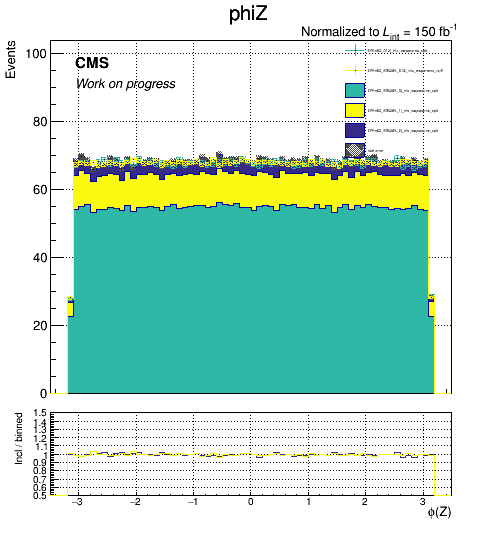 phiZ
Normalized to L_int = 150 fb⁻¹
Events
100
CMS
Work on progress
80
60
40
20
0
Incl / binned
1.5
1.4
1.3
1.2
1.1
1
0.9
0.8
0.7
0.6
0.5
−3 −2 −1 0 1 2 3
ϕ(Z)